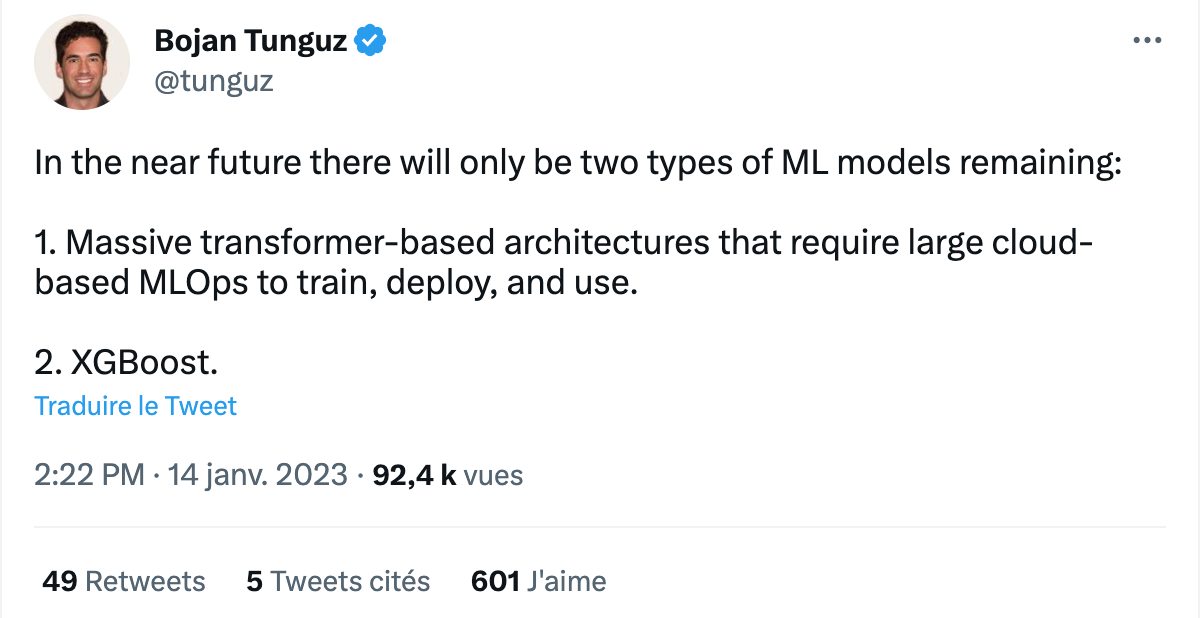 Bojan Tunguz
@tunguz
In the near future there will only be two types of ML models remaining:
1. Massive transformer-based architectures that require large cloud-
based MLOps to train, deploy, and use.
2. XGBoost.
Traduire le Tweet
2:22 PM · 14 janv. 2023 · 92,4 k vues
49 Retweets 5 Tweets cités 601 J'aime